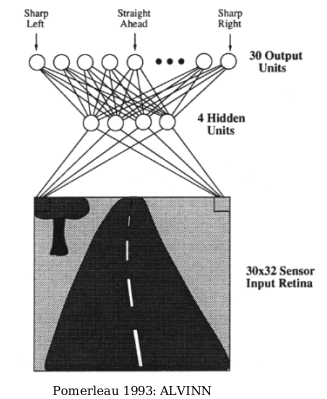 Sharp Left
Straight Ahead
Sharp Right
30 Output Units
4 Hidden Units
30x32 Sensor Input Retina
Pomerleau 1993: ALVINN